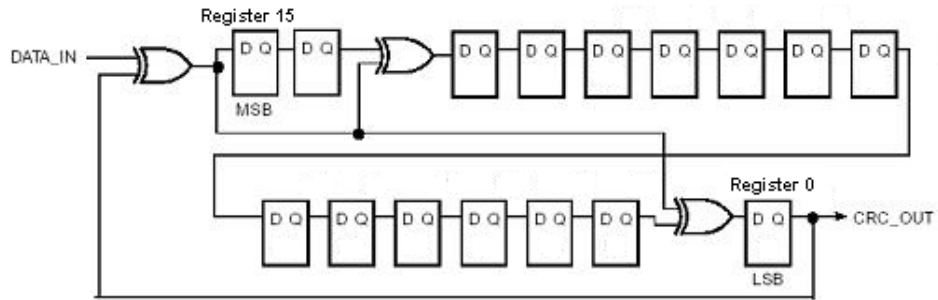 Register 15
DATA_IN
D Q D Q D Q D Q D Q D Q D Q D Q D Q
MSB
Register 0
D Q D Q D Q D Q D Q D Q D Q
CRC_OUT
LSB